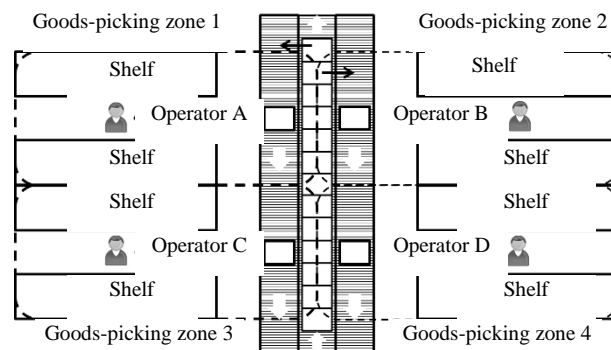 Goods-picking zone 1
Goods-picking zone 2
Shelf
Shelf
Operator A
Operator B
Shelf
Shelf
Shelf
Shelf
Operator C
Operator D
Shelf
Shelf
Goods-picking zone 3
Goods-picking zone 4